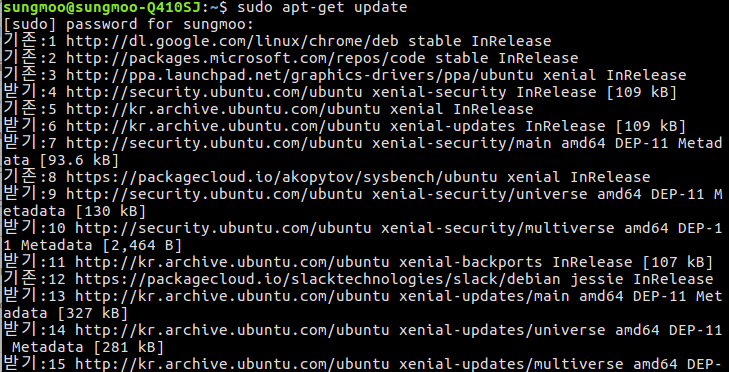 sungmoo@sungmoo-Q410SJ:~$ sudo apt-get update
[sudo] password for sungmoo:
기존:1 http://dl.google.com/linux/chrome/deb stable InRelease
기존:2 http://packages.microsoft.com/repos/code stable InRelease
기존:3 http://ppa.launchpad.net/graphics-drivers/ppa/ubuntu xenial InRelease
받기:4 http://security.ubuntu.com/ubuntu xenial-security InRelease [109 kB]
기존:5 http://kr.archive.ubuntu.com/ubuntu xenial InRelease
받기:6 http://kr.archive.ubuntu.com/ubuntu xenial-updates InRelease [109 kB]
받기:7 http://security.ubuntu.com/ubuntu xenial-security/main amd64 DEP-11 Metad
ata [93.6 kB]
기존:8 https://packagecloud.io/akopytov/sysbench/ubuntu xenial InRelease
받기:9 http://security.ubuntu.com/ubuntu xenial-security/universe amd64 DEP-11 M
etadata [130 kB]
받기:10 http://security.ubuntu.com/ubuntu xenial-security/multiverse amd64 DEP-1
1 Metadata [2,464 B]
받기:11 http://kr.archive.ubuntu.com/ubuntu xenial-backports InRelease [107 kB]
기존:12 https://packagecloud.io/slacktechnologies/slack/debian jessie InRelease
받기:13 http://kr.archive.ubuntu.com/ubuntu xenial-updates/main amd64 DEP-11 Met
adata [327 kB]
받기:14 http://kr.archive.ubuntu.com/ubuntu xenial-updates/universe amd64 DEP-11
 Metadata [281 kB]
받기:15 http://kr.archive.ubuntu.com/ubuntu xenial-updates/multiverse amd64 DEP-